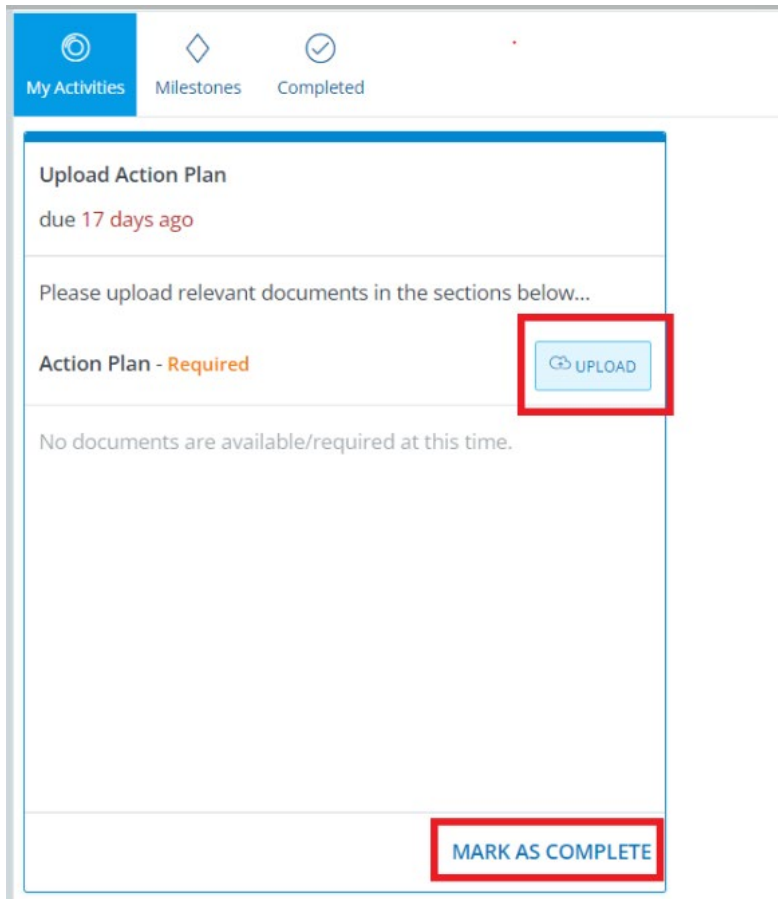 My Activities Milestones Completed
Upload Action Plan
due 17 days ago
Please upload relevant documents in the sections below...
Action Plan - Required UPLOAD
No documents are available/required at this time.
MARK AS COMPLETE